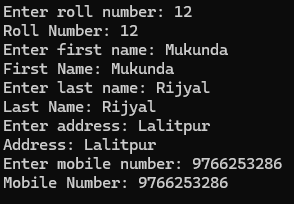 Enter roll number: 12
Roll Number: 12
Enter first name: Mukunda
First Name: Mukunda
Enter last name: Rijyal
Last Name: Rijyal
Enter address: Lalitpur
Address: Lalitpur
Enter mobile number: 9766253286
Mobile Number: 9766253286